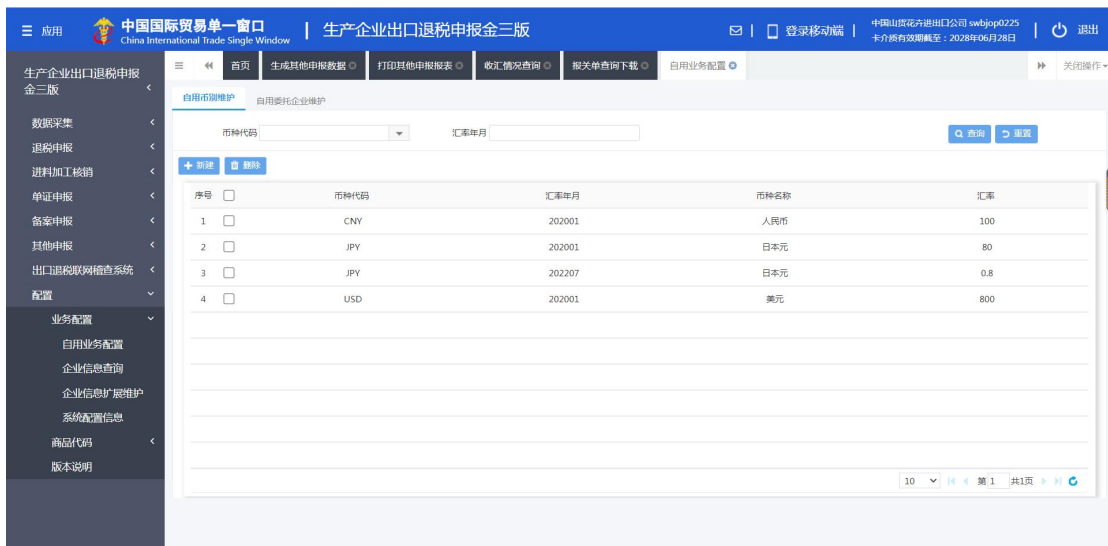 应用
中国国际贸易单一窗口
China International Trade Single Window
生产企业出口退税申报金三版
登录移动端
中国山货花卉进出口公司 swbjop0225
卡介质有效期截至：2028年06月28日
退出
生产企业出口退税申报
金三版
首页 生成其他申报数据 打印其他申报报表 收汇情况查询 报关单查询下载 自用业务配置 关闭操作
自用币别维护 自用委托企业维护
币种代码 汇率年月 查询 重置
新建 删除
数据采集
退税申报
进料加工核销
单证申报
备案申报
其他申报
出口退税联网稽查系统
配置
业务配置
自用业务配置
企业信息查询
企业信息扩展维护
系统配置信息
商品代码
版本说明
序号 币种代码 汇率年月 币种名称 汇率
1 CNY 202001 人民币 100
2 JPY 202001 日本元 80
3 JPY 202207 日本元 0.8
4 USD 202001 美元 800
10 第 1 共1页